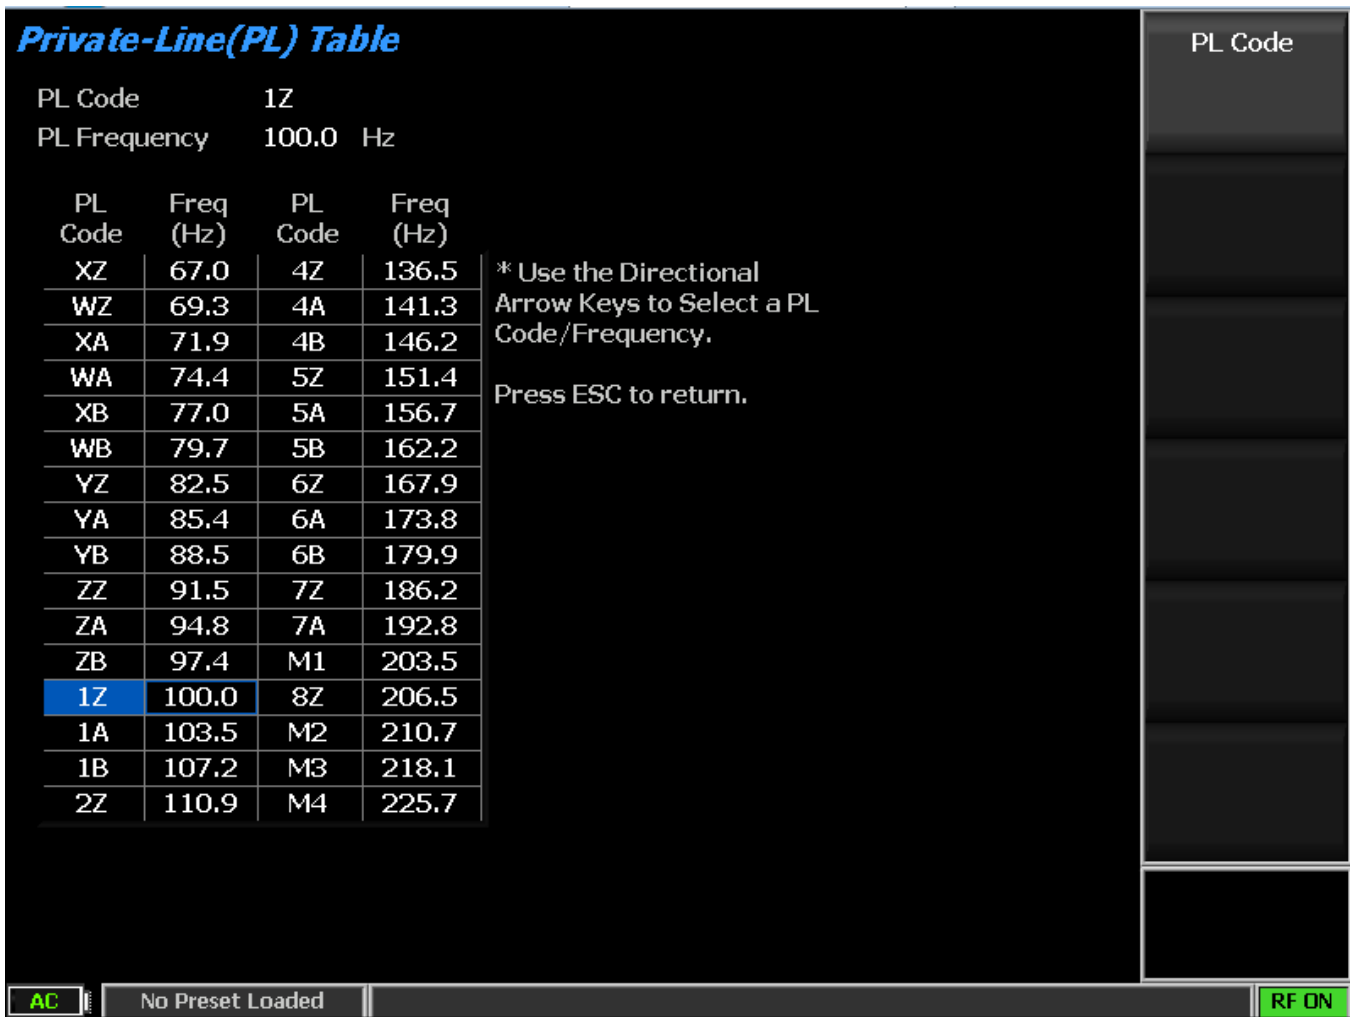 Private-Line(PL) Table
PL Code
PL Code 1Z
PL Frequency 100.0 Hz
PL Freq PL Freq
Code (Hz) Code (Hz)
XZ 67.0 4Z 136.5
WZ 69.3 4A 141.3
XA 71.9 4B 146.2
WA 74.4 5Z 151.4
XB 77.0 5A 156.7
WB 79.7 5B 162.2
YZ 82.5 6Z 167.9
YA 85.4 6A 173.8
YB 88.5 6B 179.9
ZZ 91.5 7Z 186.2
ZA 94.8 7A 192.8
ZB 97.4 M1 203.5
1Z 100.0 8Z 206.5
1A 103.5 M2 210.7
1B 107.2 M3 218.1
2Z 110.9 M4 225.7
* Use the Directional
Arrow Keys to Select a PL
Code/Frequency.
Press ESC to return.
AC No Preset Loaded RF ON